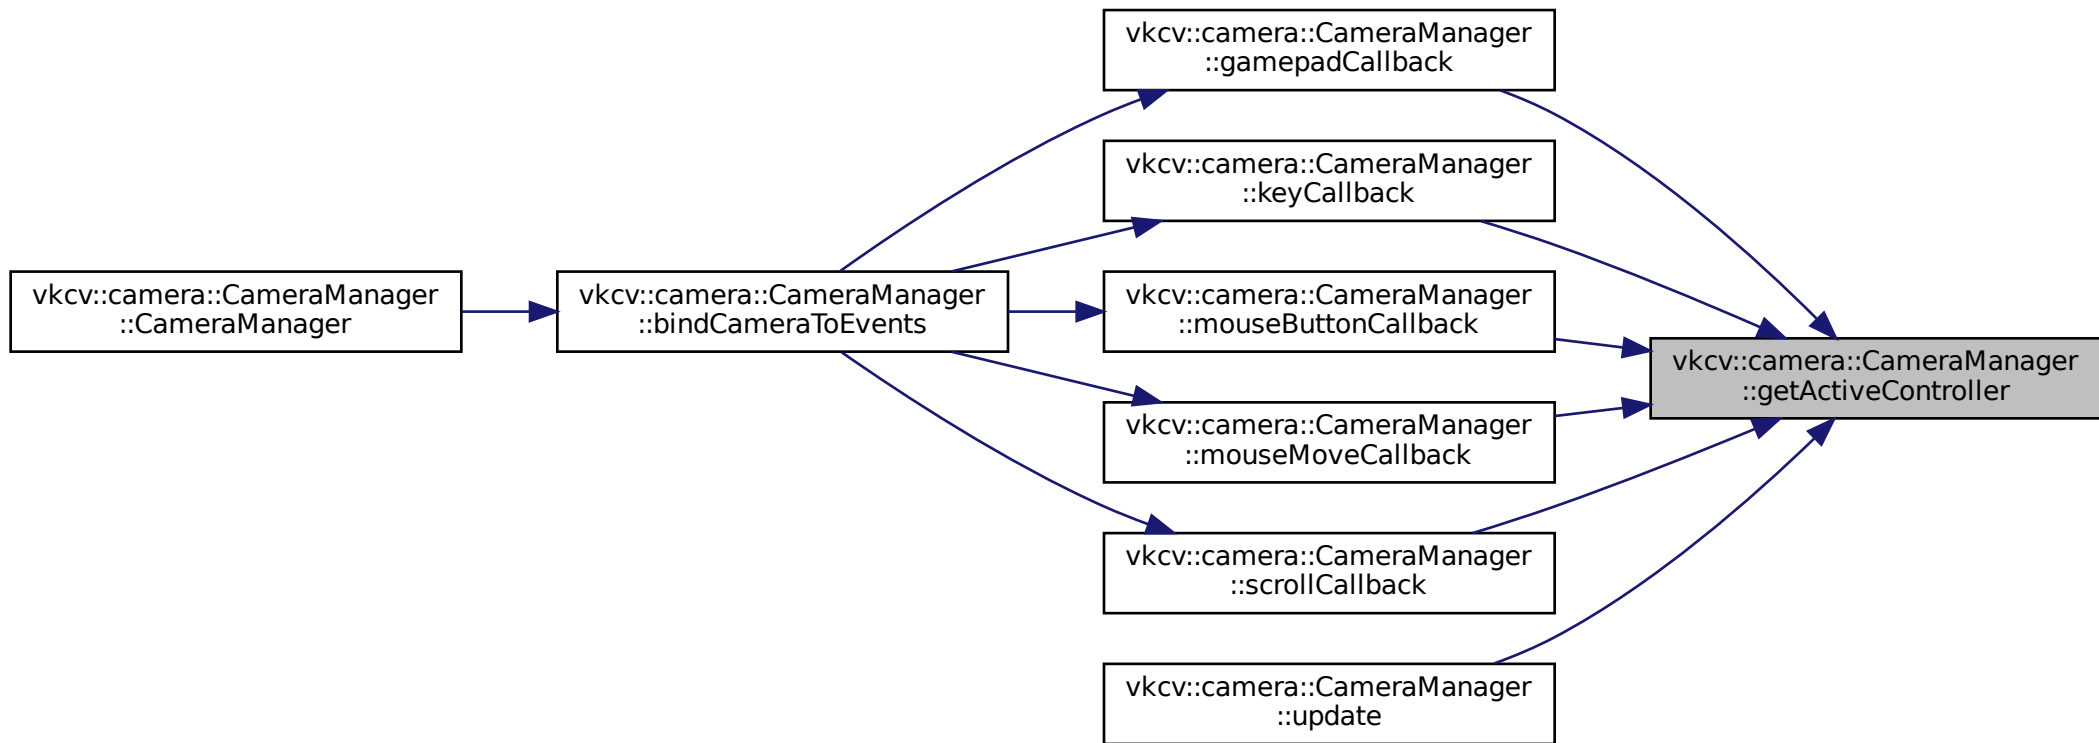 vkcv::camera::CameraManager
::gamepadCallback
vkcv::camera::CameraManager
::keyCallback
vkcv::camera::CameraManager
::CameraManager
vkcv::camera::CameraManager
::bindCameraToEvents
vkcv::camera::CameraManager
::mouseButtonCallback
vkcv::camera::CameraManager
::getActiveController
vkcv::camera::CameraManager
::mouseMoveCallback
vkcv::camera::CameraManager
::scrollCallback
vkcv::camera::CameraManager
::update